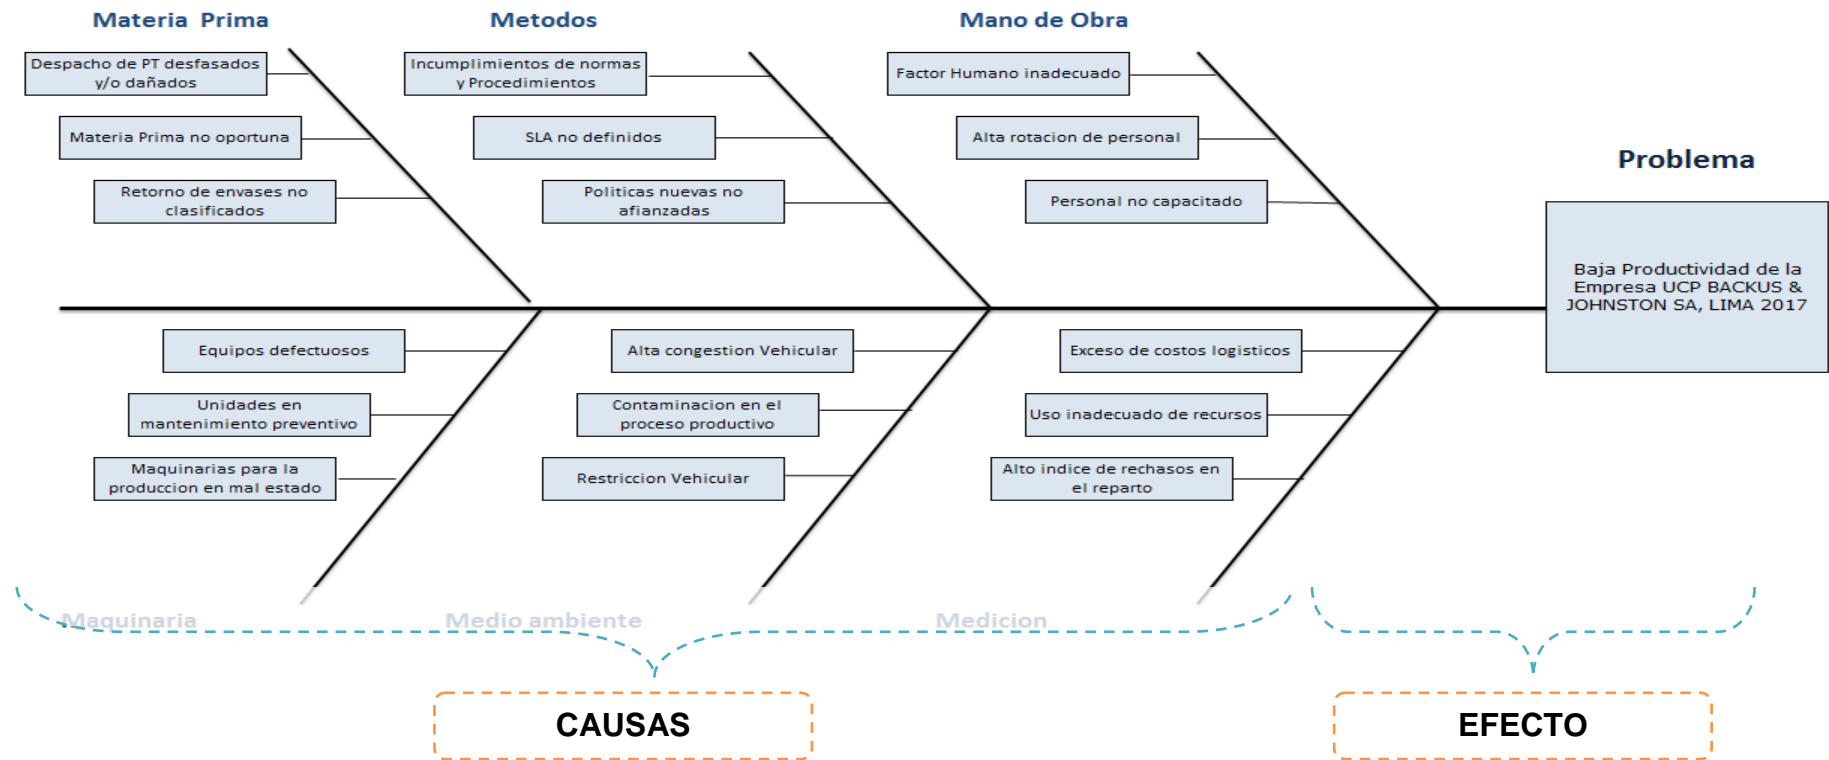 Materia  Prima
Metodos
Mano de Obra
Despacho de PT desfasados
y/o dañados
Materia Prima no oportuna
Retorno de envases no
clasificados
Incumplimientos de normas
y Procedimientos
SLA no definidos
Politicas nuevas no
afianzadas
Factor Humano inadecuado
Alta rotacion de personal
Personal no capacitado
Problema
Baja Productividad de la
Empresa UCP BACKUS &
JOHNSTON SA, LIMA 2017
Equipos defectuosos
Unidades en
mantenimiento preventivo
Maquinarias para la
produccion en mal estado
Alta congestion Vehicular
Contaminacion en el
proceso productivo
Restriccion Vehicular
Exceso de costos logisticos
Uso inadecuado de recursos
Alto indice de rechasos en
el reparto
Maquinaria
Medio ambiente
Medicion
CAUSAS
EFECTO